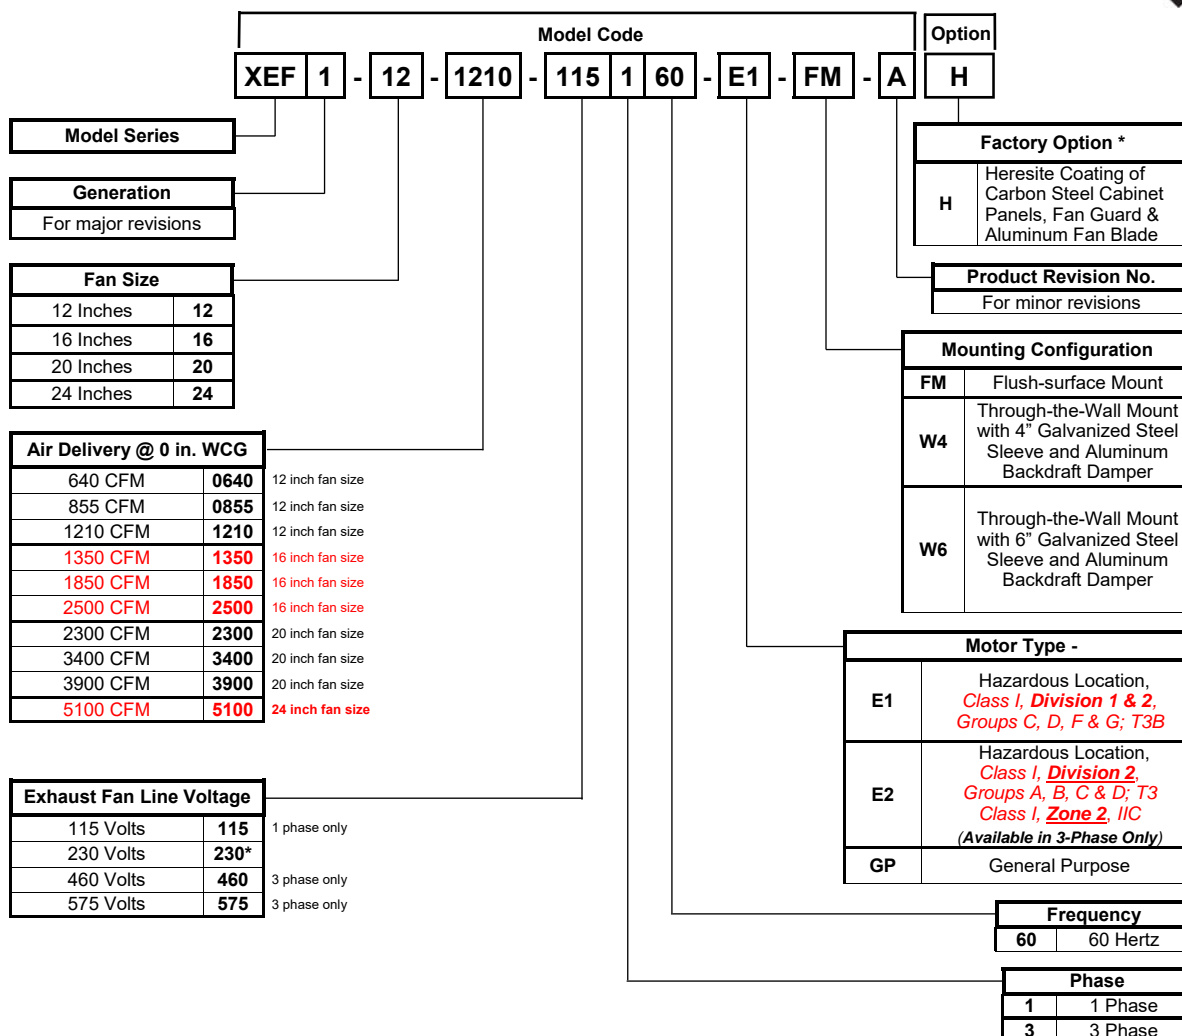 Model Code
Option
XEF 1 - 12 - 1210 - 115 1 60 - E1 - FM - A H
Model Series
Generation
For major revisions
Fan Size
12 Inches 12
16 Inches 16
20 Inches 20
24 Inches 24
Air Delivery @ 0 in. WCG
640 CFM 0640 12 inch fan size
855 CFM 0855 12 inch fan size
1210 CFM 1210 12 inch fan size
1350 CFM 1350 16 inch fan size
1850 CFM 1850 16 inch fan size
2500 CFM 2500 16 inch fan size
2300 CFM 2300 20 inch fan size
3400 CFM 3400 20 inch fan size
3900 CFM 3900 20 inch fan size
5100 CFM 5100 24 inch fan size
Exhaust Fan Line Voltage
115 Volts 115 1 phase only
230 Volts 230*
460 Volts 460 3 phase only
575 Volts 575 3 phase only
Factory Option *
H
Heresite Coating of
Carbon Steel Cabinet
Panels, Fan Guard &
Aluminum Fan Blade
Product Revision No.
For minor revisions
Mounting Configuration
FM Flush-surface Mount
W4
Through-the-Wall Mount
with 4” Galvanized Steel
Sleeve and Aluminum
Backdraft Damper
W6
Through-the-Wall Mount
with 6” Galvanized Steel
Sleeve and Aluminum
Backdraft Damper
Motor Type -
E1
Hazardous Location,
Class I, Division 1 & 2,
Groups C, D, F & G; T3B
E2
Hazardous Location,
Class I, Division 2,
Groups A, B, C & D; T3
Class I, Zone 2, IIC
(Available in 3-Phase Only)
GP General Purpose
Frequency
60 60 Hertz
Phase
1 1 Phase
3 3 Phase